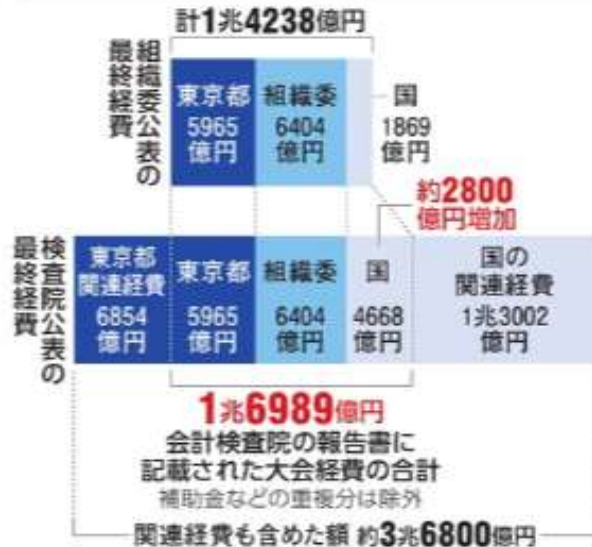 計1兆4238億円
組織委公表の
最終経費
東京都
5965
億円
組織委
6404
億円
国
1869
億円
約2800
億円増加
検査院公表の
最終経費
東京都
関連経費
6854
億円
東京都
5965
億円
組織委
6404
億円
国
4668
億円
国の
関連経費
1兆3002
億円
1兆6989億円
会計検査院の報告書に
記載された大会経費の合計
補助金などの重複分は除外
関連経費も含めた額 約3兆6800億円